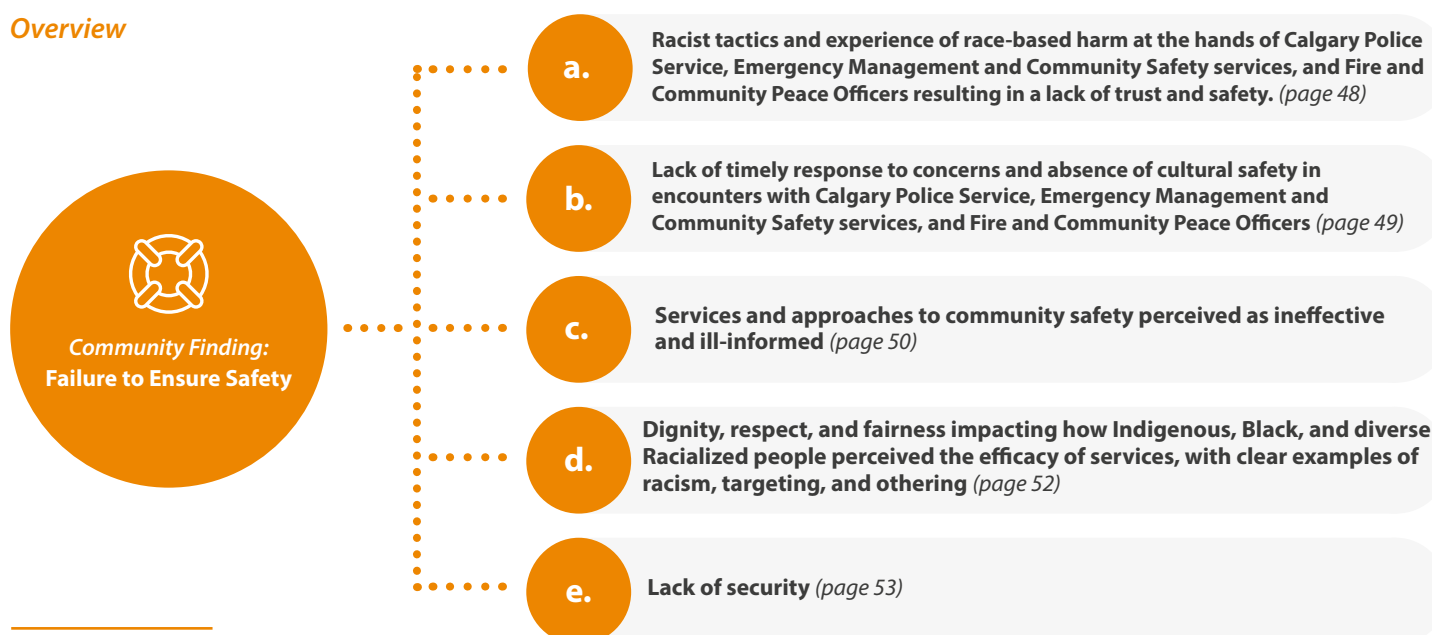 Overview
a.
Racist tactics and experience of race-based harm at the hands of Calgary Police
Service, Emergency Management and Community Safety services, and Fire and
Community Peace Officers resulting in a lack of trust and safety. (page 48)
b.
Lack of timely response to concerns and absence of cultural safety in
encounters with Calgary Police Service, Emergency Management and
Community Safety services, and Fire and Community Peace Officers (page 49)
Community Finding:
Failure to Ensure Safety
c.
Services and approaches to community safety perceived as ineffective
and ill-informed (page 50)
d.
Dignity, respect, and fairness impacting how Indigenous, Black, and diverse
Racialized people perceived the efficacy of services, with clear examples of
racism, targeting, and othering (page 52)
e.
Lack of security (page 53)